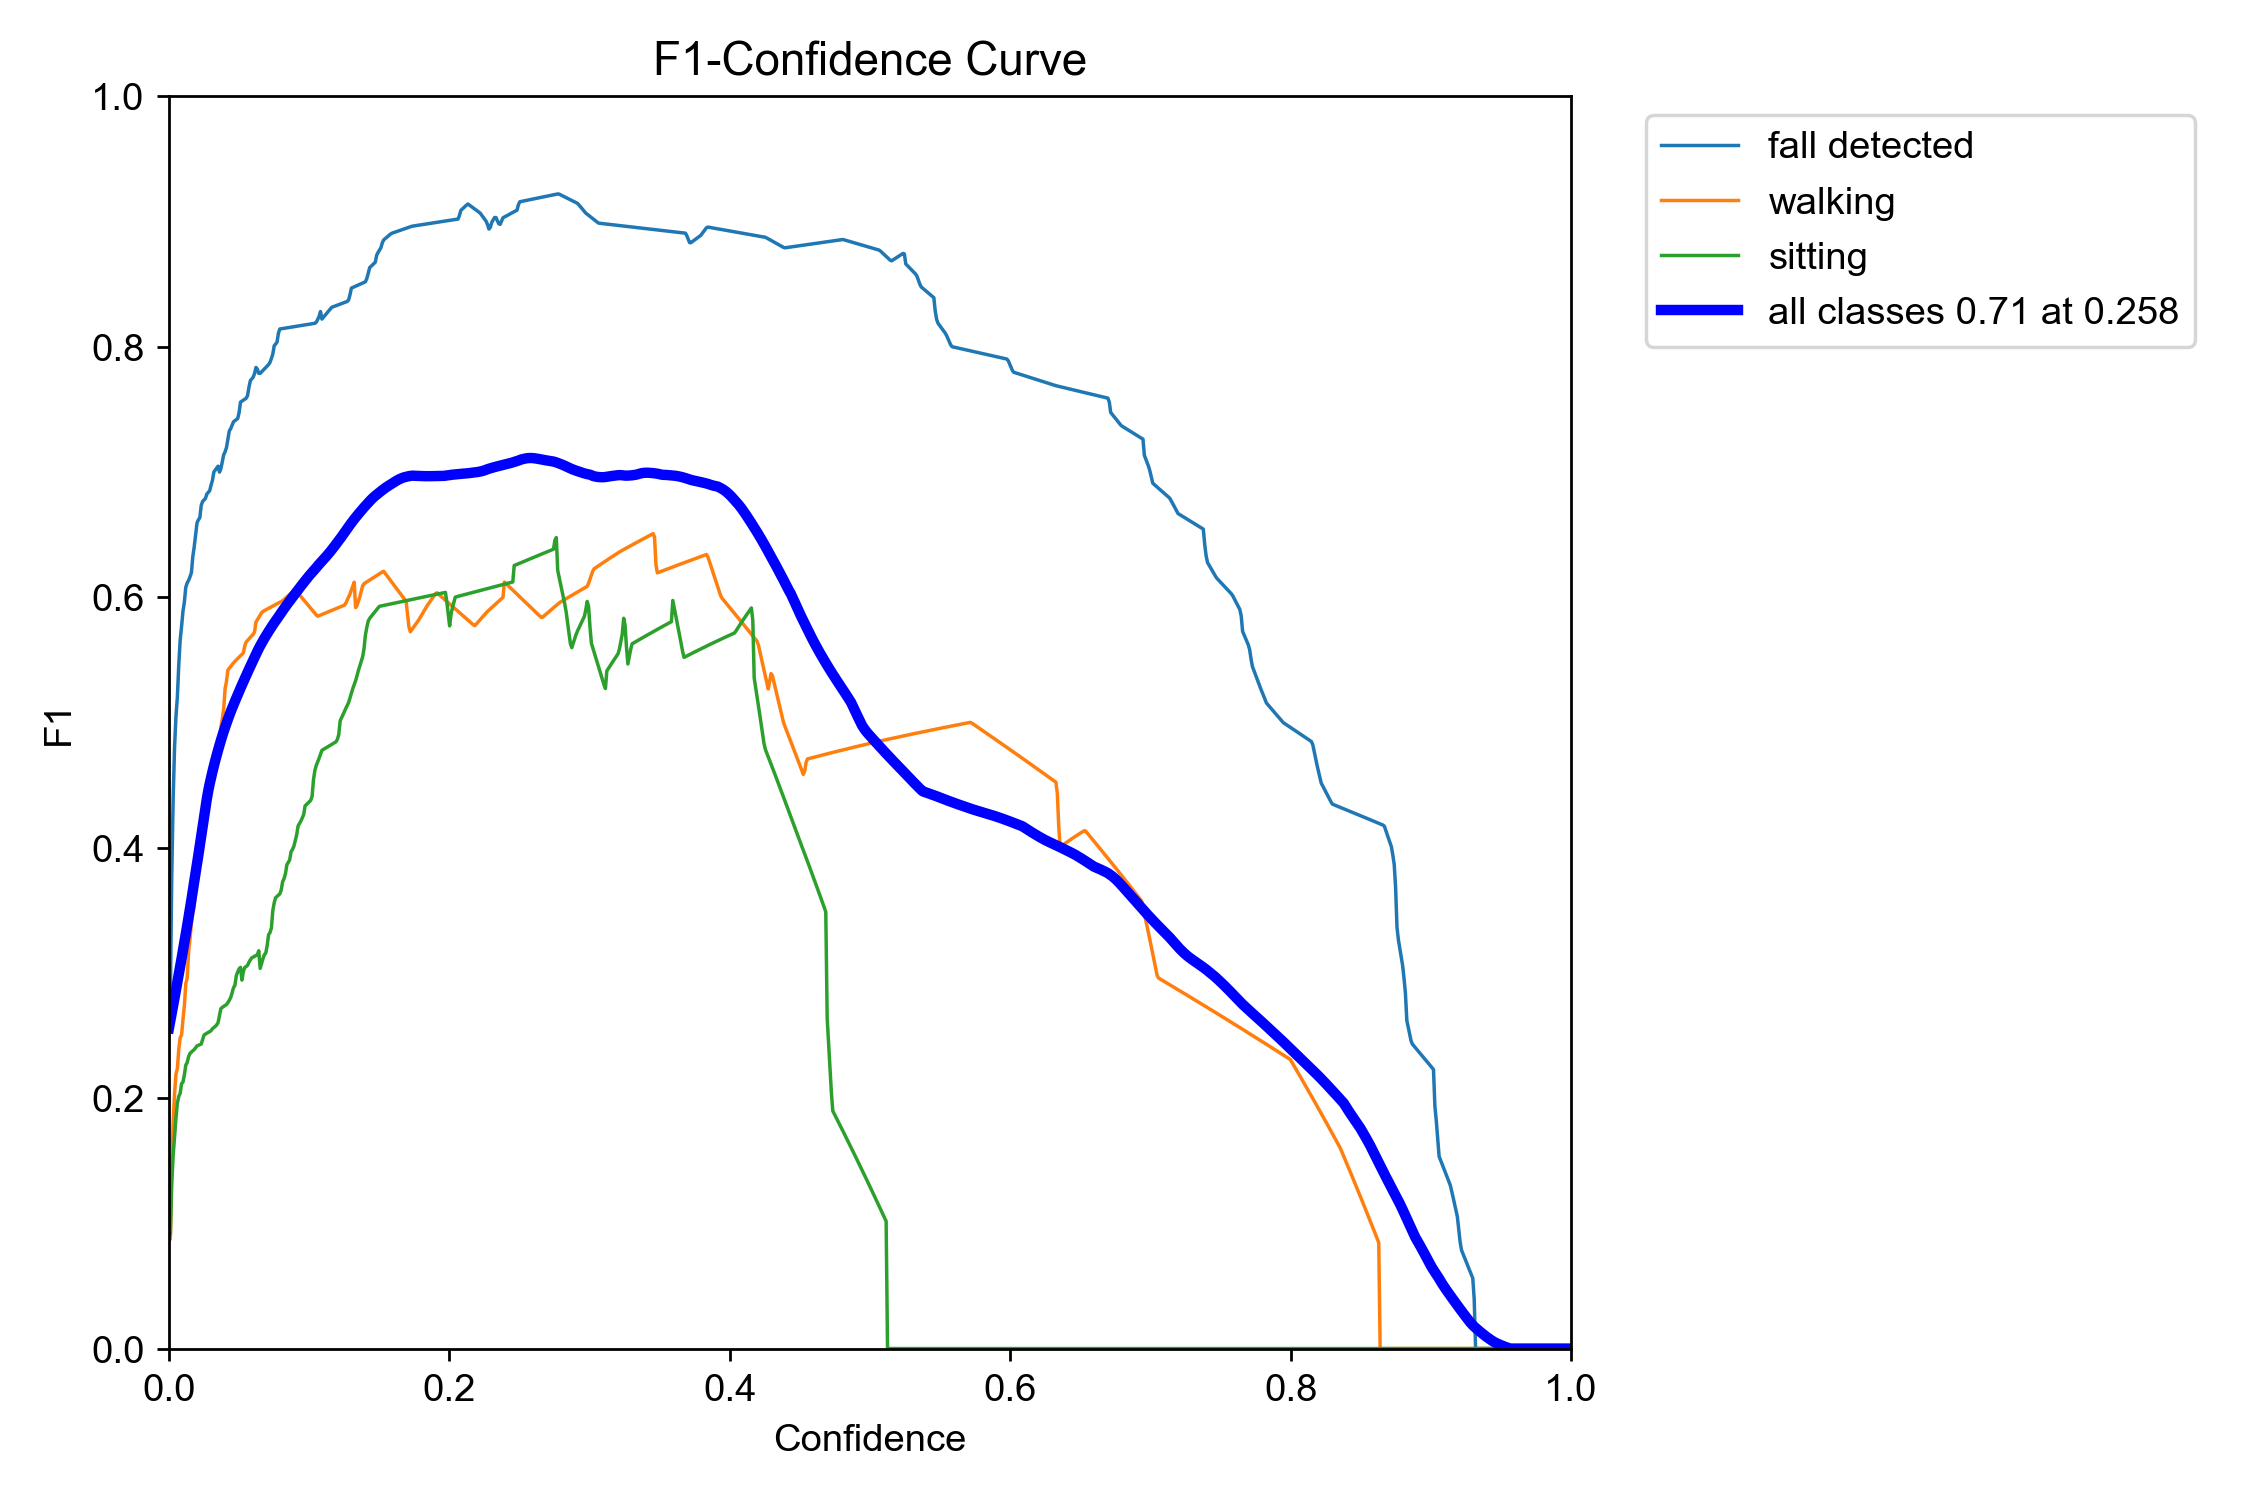 F1-Confidence Curve
1.0
0.8
0.6
0.4
0.2
0.0
F1
0.0 0.2 0.4 0.6 0.8 1.0
Confidence
fall detected
walking
sitting
all classes 0.71 at 0.258